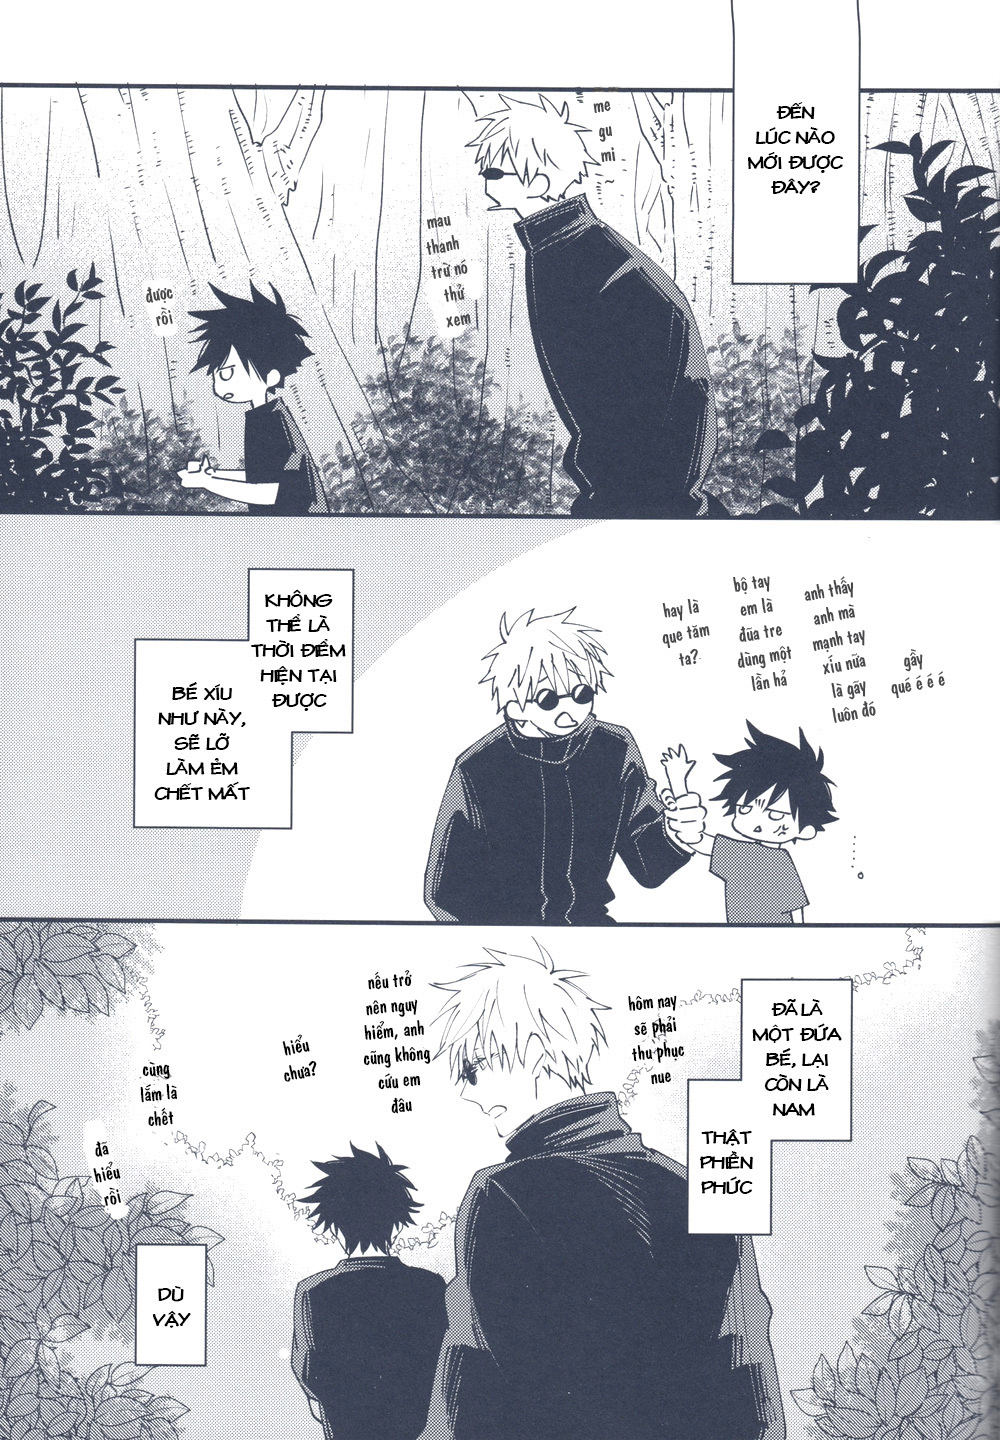 ĐẾN
LÚC NÀO
MỚI ĐƯỢC
ĐÂY?
me
gu
mi
~
mau
thanh
trừ nó
thử
xem
được
rồi
gầy
qué é é é
anh thấy
anh mà
mạnh tay
xíu nữa
là gãy
luôn đó
bộ tay
em là
đũa tre
dùng một
lần hả
hay là
que tăm
ta?
KHÔNG
THỂ LÀ
THỜI ĐIỂM
HIỆN TẠI
ĐƯỢC
BÉ XÍU
NHƯ NÀY,
SẼ LỠ
LÀM ẺM
CHẾT MẤT
ĐÃ LÀ
MỘT ĐỨA
BÉ, LẠI
CÒN LÀ
NAM
THẬT
PHIỀN
PHỨC
hôm nay
sẽ phải
thu phục
nue
nếu trở
nên nguy
hiểm, anh
cũng không
cứu em
đâu
hiểu
chưa?
cùng
lắm là
chết
đã
hiểu
rồi
DÙ
VẬY